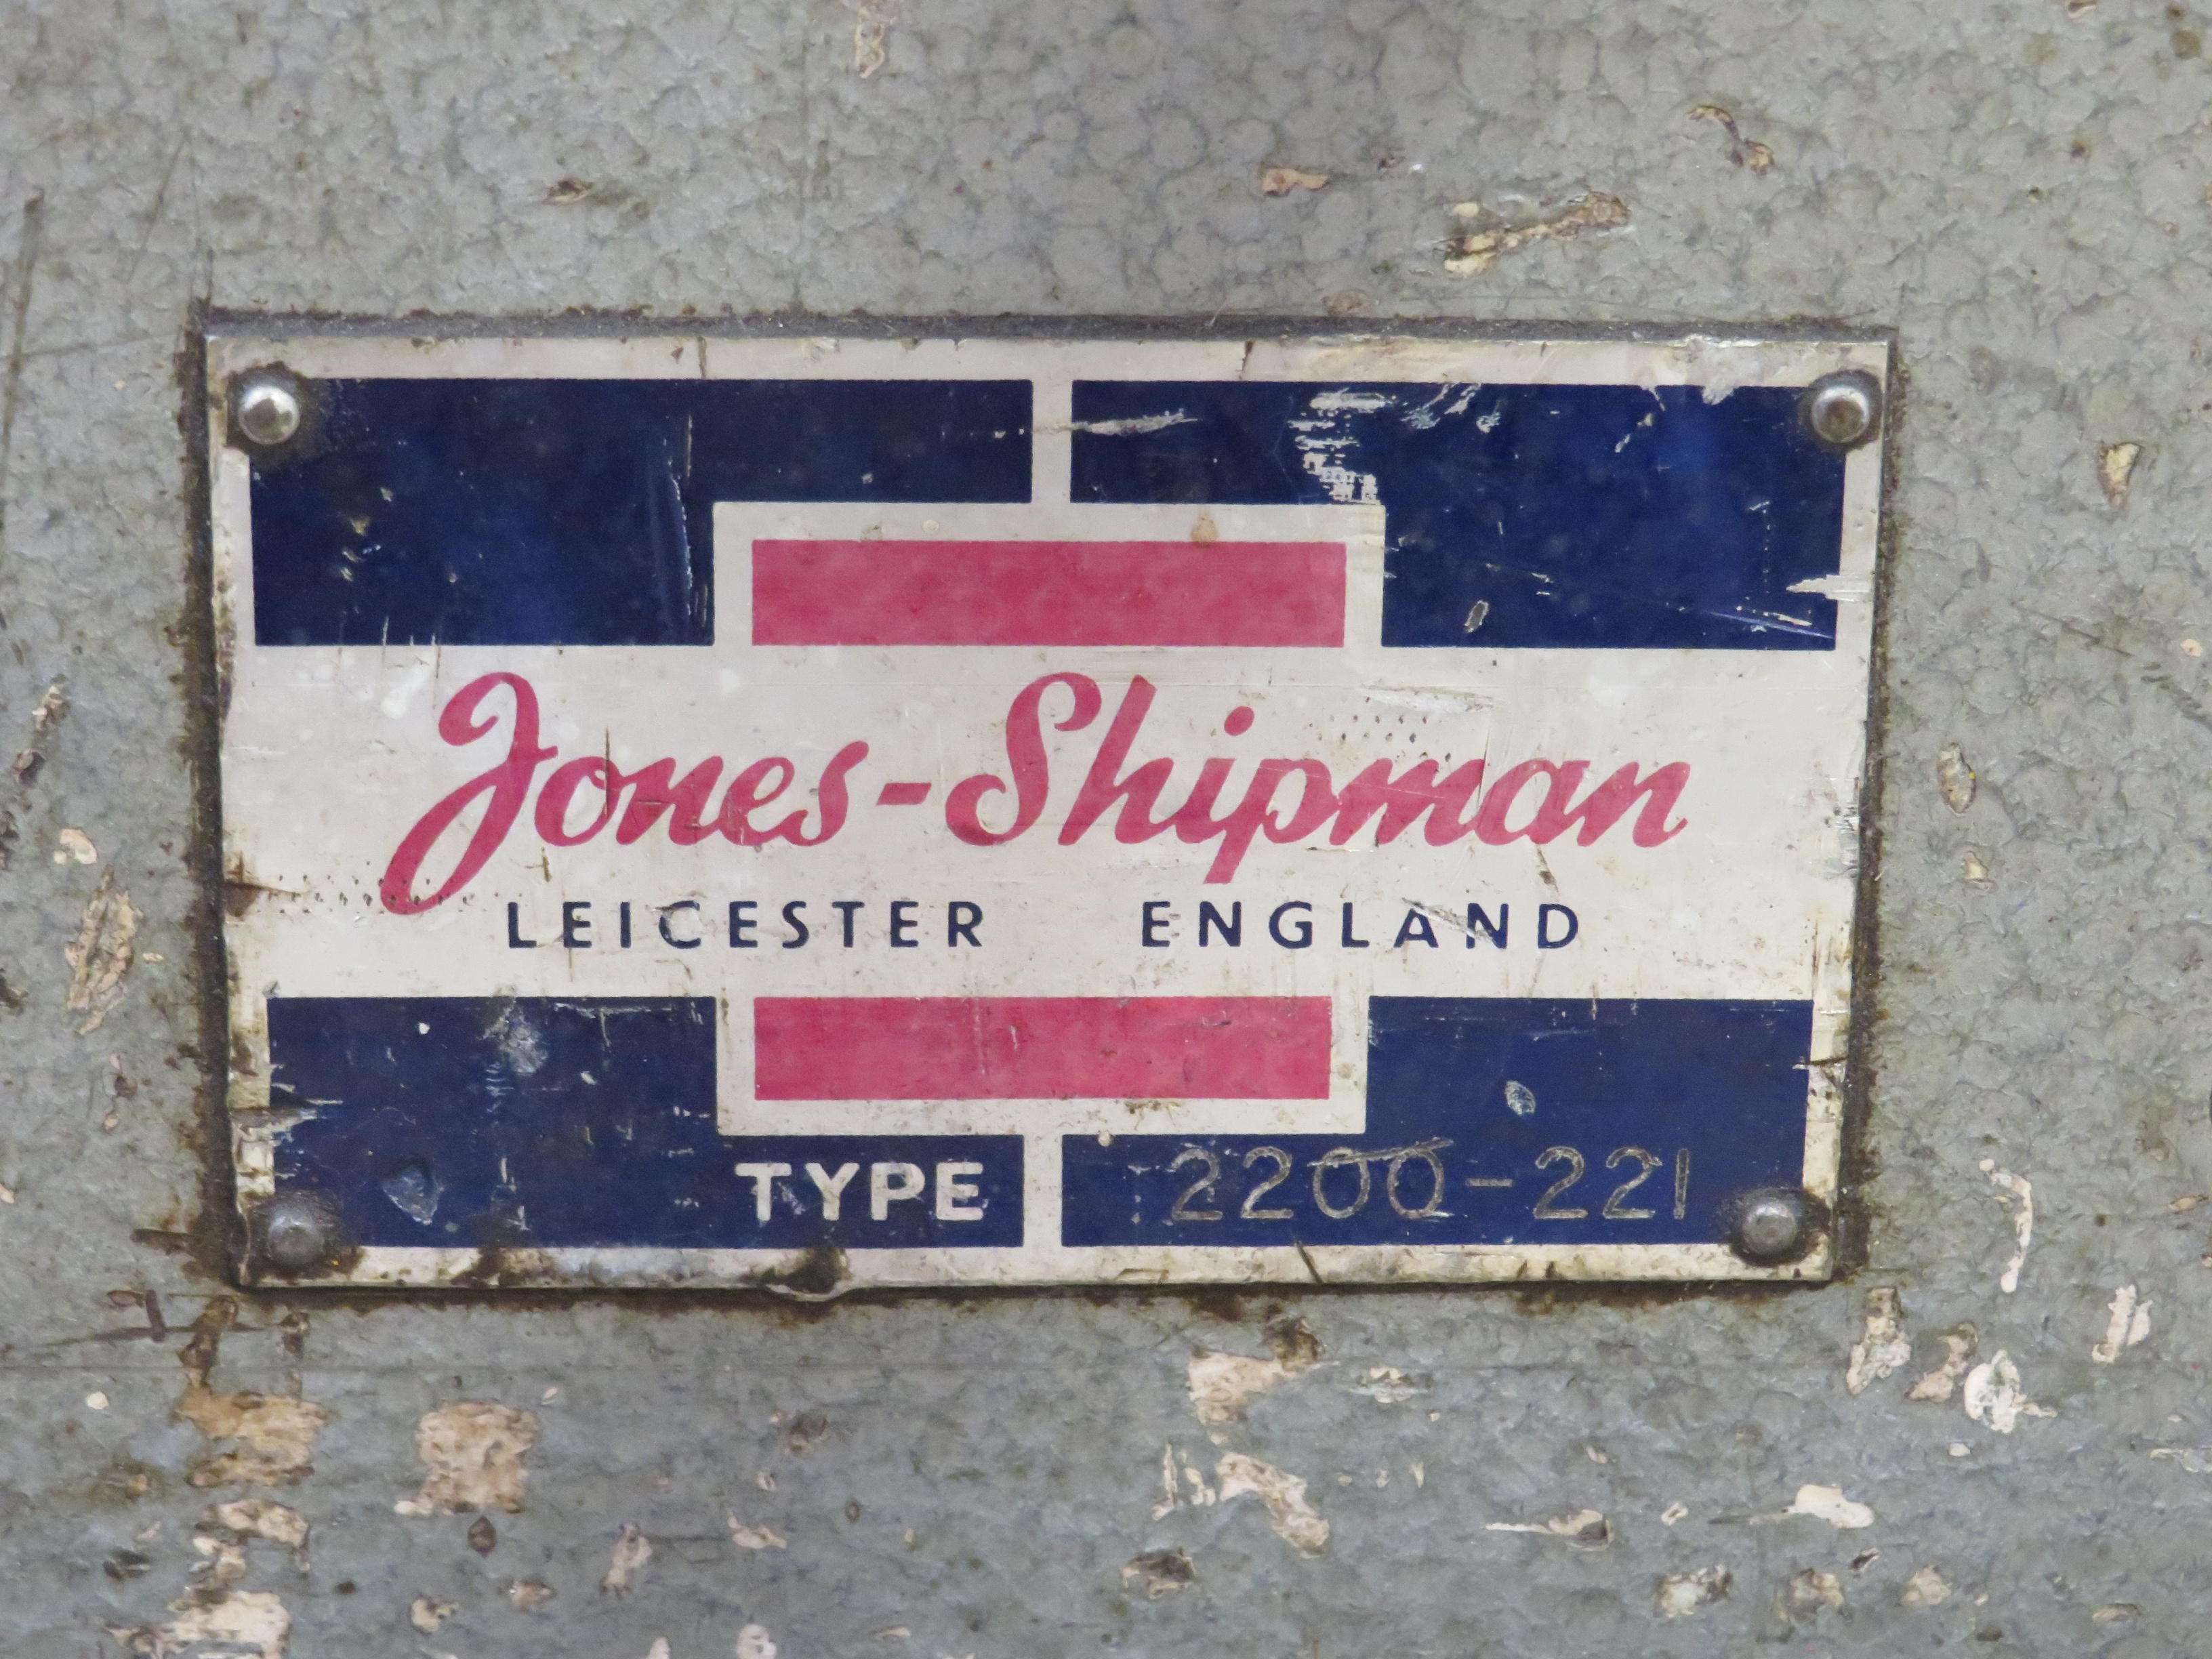 Jones-Shipman
LEICESTER ENGLAND
TYPE 2200-221